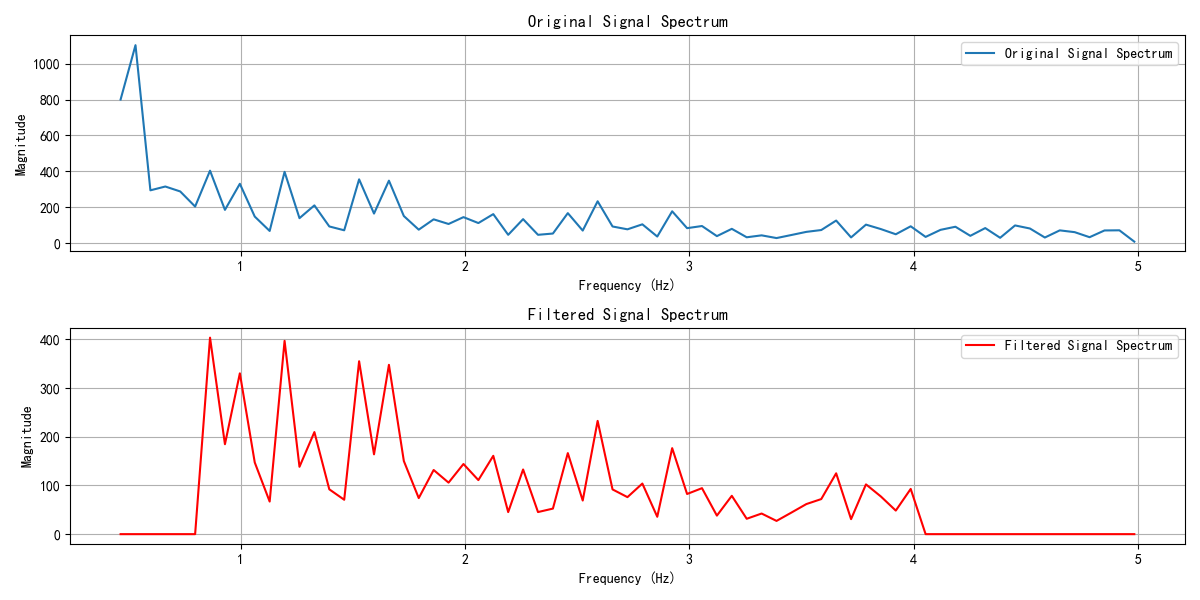 Original Signal Spectrum
Original Signal Spectrum
Magnitude
1000
800
600
400
200
0
1 2 3 4 5
Frequency (Hz)
Filtered Signal Spectrum
Filtered Signal Spectrum
Magnitude
400
300
200
100
0
1 2 3 4 5
Frequency (Hz)